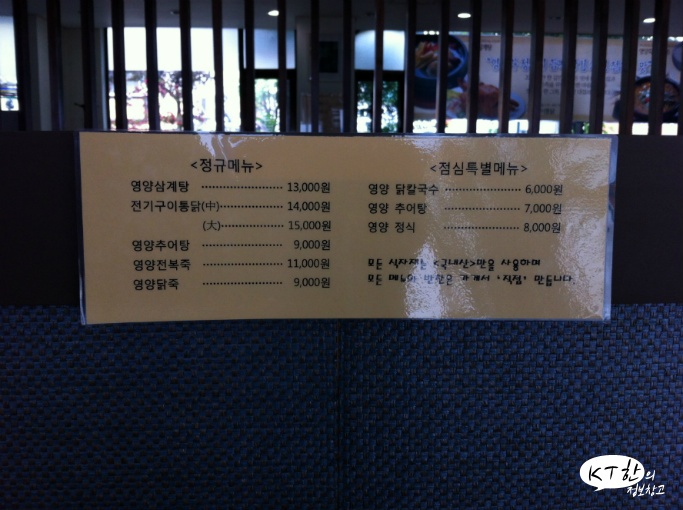 <정규메뉴>
영양삼계탕 ........................ 13,000원
전기구이통닭(中)................... 14,000원
(大)................... 15,000원
영양추어탕 ........................ 9,000원
영양전복죽 ........................ 11,000원
영양닭죽 ........................ 9,000원
<점심특별메뉴>
영양 닭칼국수 ...................... 6,000원
영양 추어탕 ...................... 7,000원
영양 정식 ...................... 8,000원
모든 식자재는 <국내산>만을 사용하며
모든 메뉴와 반찬은 가게서 "직접" 만듭니다.
KT한의
정보창고